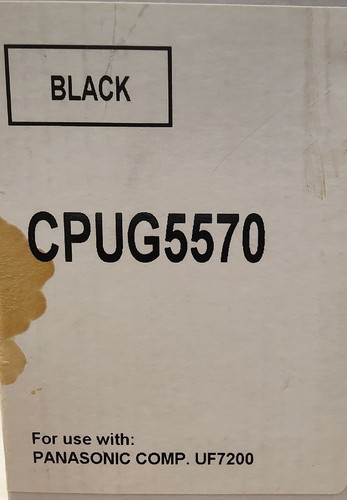 BLACK
CPUG5570
For use with:
PANASONIC COMP. UF7200